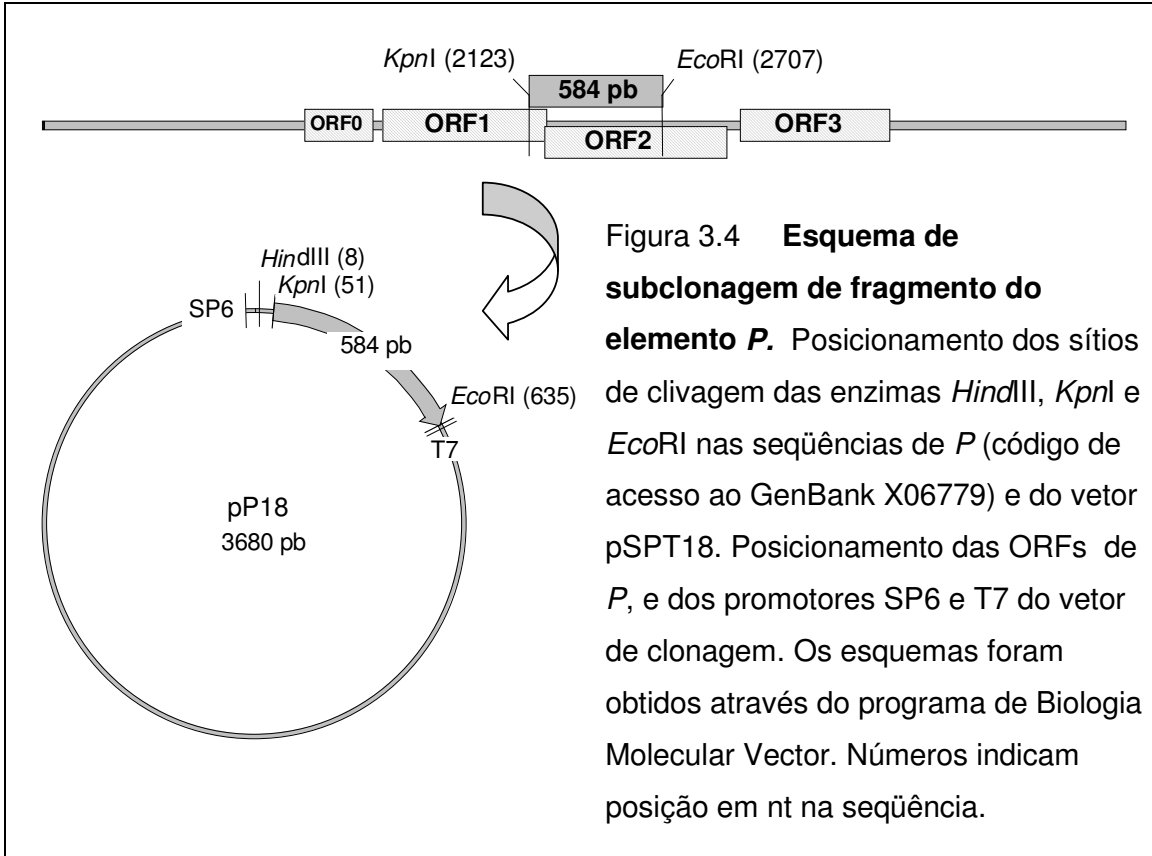 KpnI (2123)
EcoRI (2707)
584 pb
ORF0
ORF1
ORF2
ORF3
HindIII (8)
KpnI (51)
SP6
584 pb
EcoRI (635)
T7
pP18
3680 pb
Figura 3.4 Esquema de
subclonagem de fragmento do
elemento P. Posicionamento dos sítios
de clivagem das enzimas HindIII, KpnI e
EcoRI nas seqüências de P (código de
acesso ao GenBank X06779) e do vetor
pSPT18. Posicionamento das ORFs de
P, e dos promotores SP6 e T7 do vetor
de clonagem. Os esquemas foram
obtidos através do programa de Biologia
Molecular Vector. Números indicam
posição em nt na seqüência.